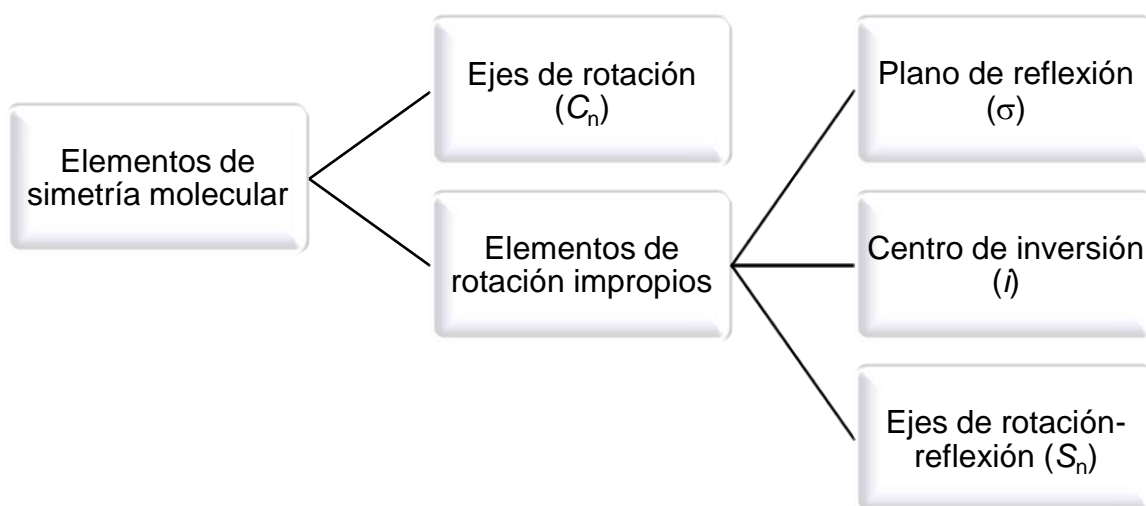 Elementos de
simetría molecular
Ejes de rotación
(Cn)
Elementos de
rotación impropios
Plano de reflexión
(σ)
Centro de inversión
(i)
Ejes de rotación-
reflexión (Sn)